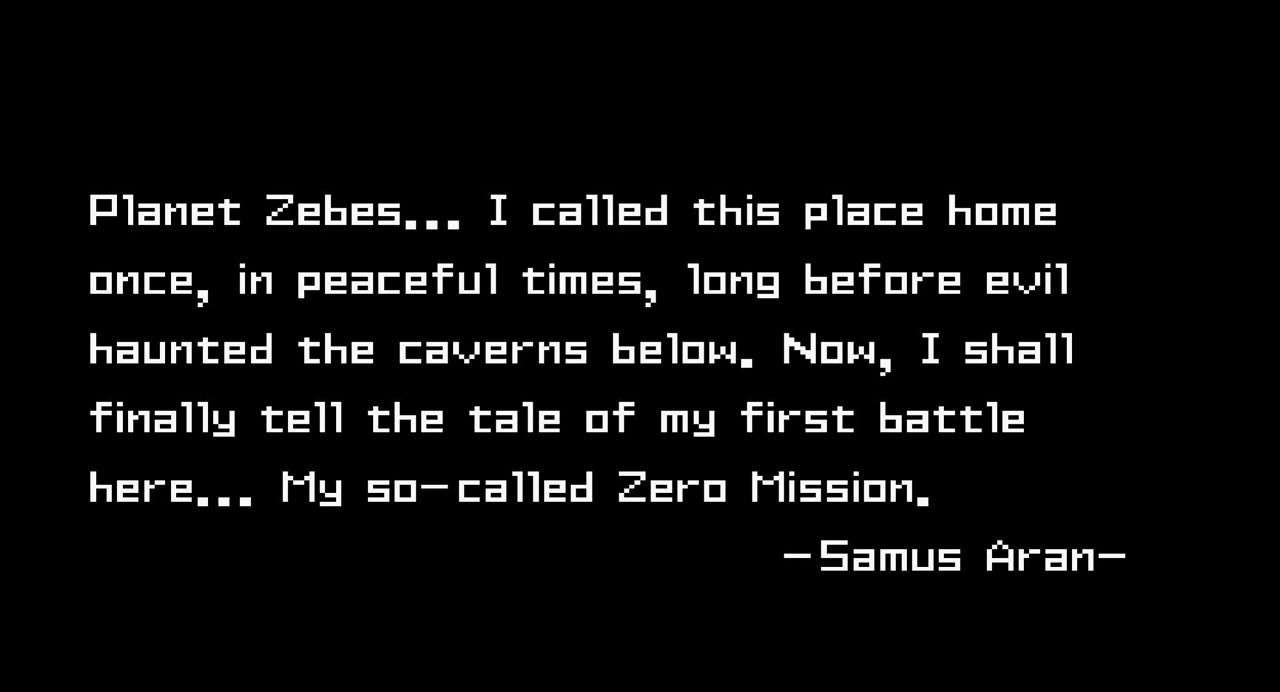 Planet Zebes... I called this place home
once, in peaceful times, long before evil
haunted the caverns below. Now, I shall
finally tell the tale of my first battle
here... My so-called Zero Mission.
-Samus Aran-